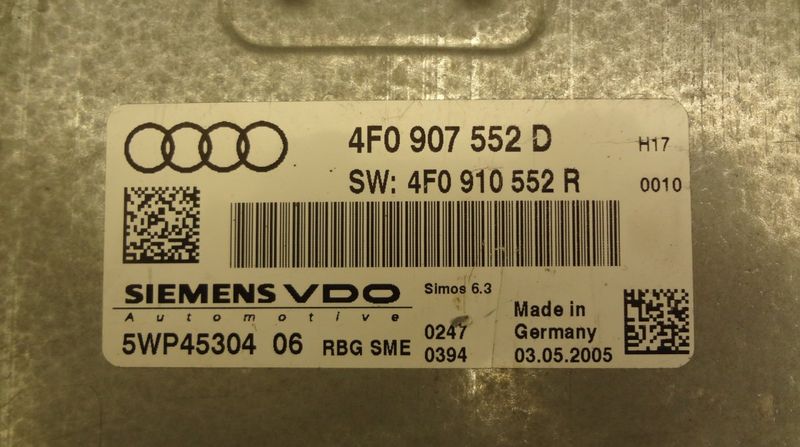 4F0 907 552 D H17
SW: 4F0 910 552 R 0010
SIEMENS VDO Simos 6.3
Automotive
5WP45304 06 RBG SME
0247
0394
Made in
Germany
03.05.2005